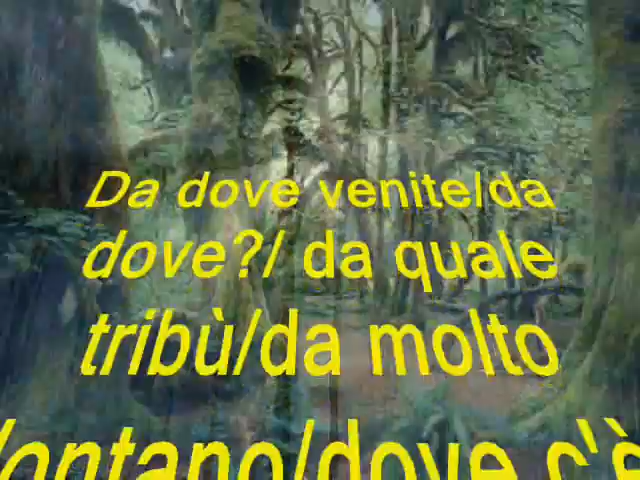 Da dove venite/da
dove?/ da quale
tribù/da molto
lontano/dove c'è